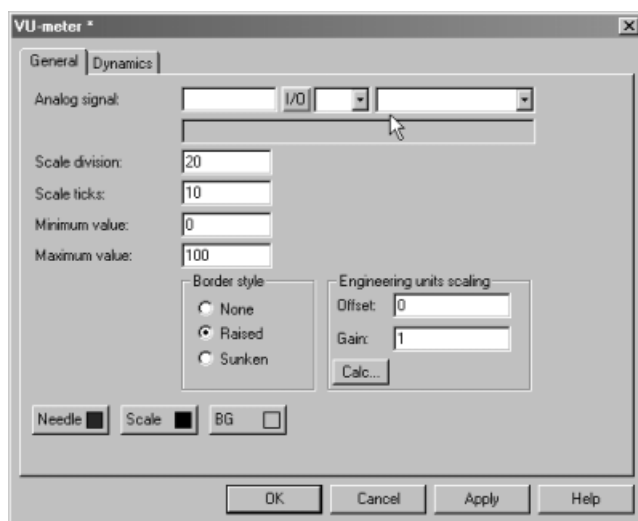 VU-meter *
General Dynamics
Analog signal: I/O
Scale division: 20
Scale ticks: 10
Minimum value: 0
Maximum value: 100
Border style
None
Raised
Sunken
Engineering units scaling
Offset: 0
Gain: 1
Calc...
Needle Scale BG
OK Cancel Apply Help